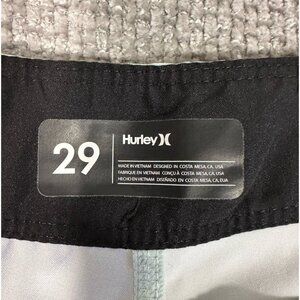 29
Hurley
MADE IN VIETNAM DESIGNED IN COSTA MESA, CA, USA
FABRIQUE EN VIETNAM CONÇU À COSTA MESA, CA, USA
HECHO EN VIETNAM DISEÑADO EN COSTA MESA, CA, EUA